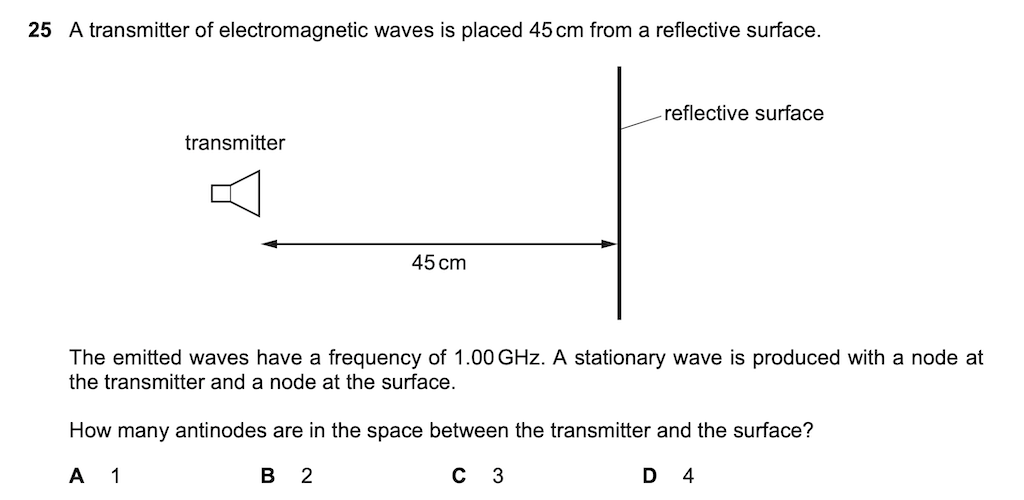 25 A transmitter of electromagnetic waves is placed 45 cm from a reflective surface.
reflective surface
transmitter
45 cm
The emitted waves have a frequency of 1.00 GHz. A stationary wave is produced with a node at
the transmitter and a node at the surface.
How many antinodes are in the space between the transmitter and the surface?
A 1 B 2 C 3 D 4